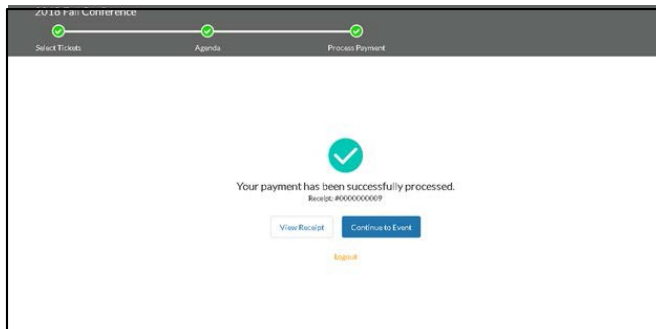 2018 Fall Conference
Select Tickets Agenda Process Payment
Your payment has been successfully processed.
Receipt: #0000000009
View Receipt Continue to Event
Logout